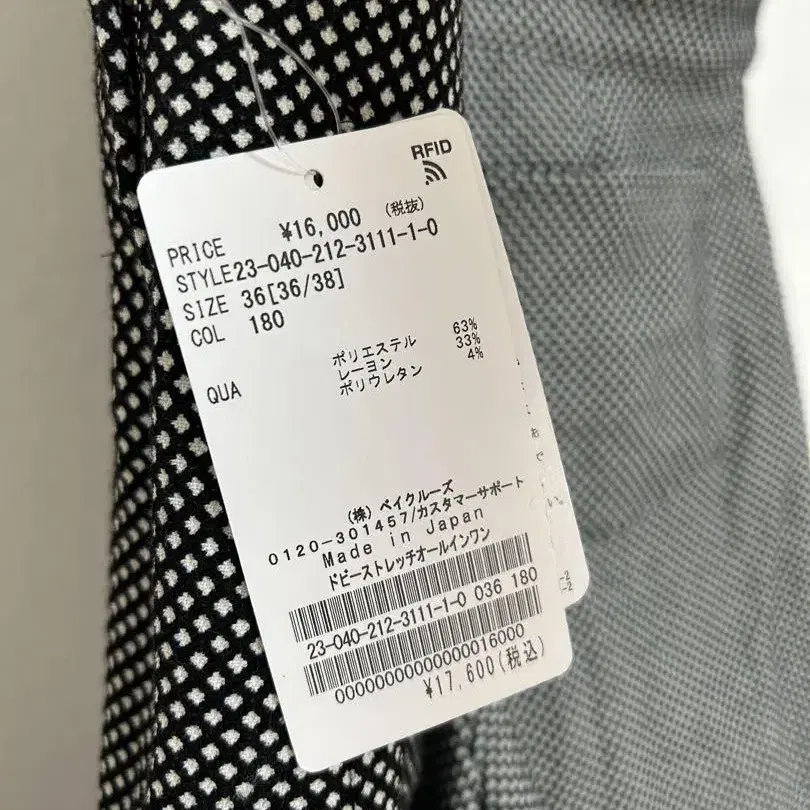 RFID
PRICE ¥16,000 (税抜)
STYLE23-040-212-3111-1-0
SIZE 36[36/38]
COL 180
QUA
ポリエステル 63%
レーヨン 33%
ポリウレタン 4%
(株) ベイクルーズ
0120-301457/カスタマーサポート
Made in Japan
ドビーストレッチオールインワン
23-040-212-3111-1-0 036 180
0000000000000016000
¥17,600(税込)